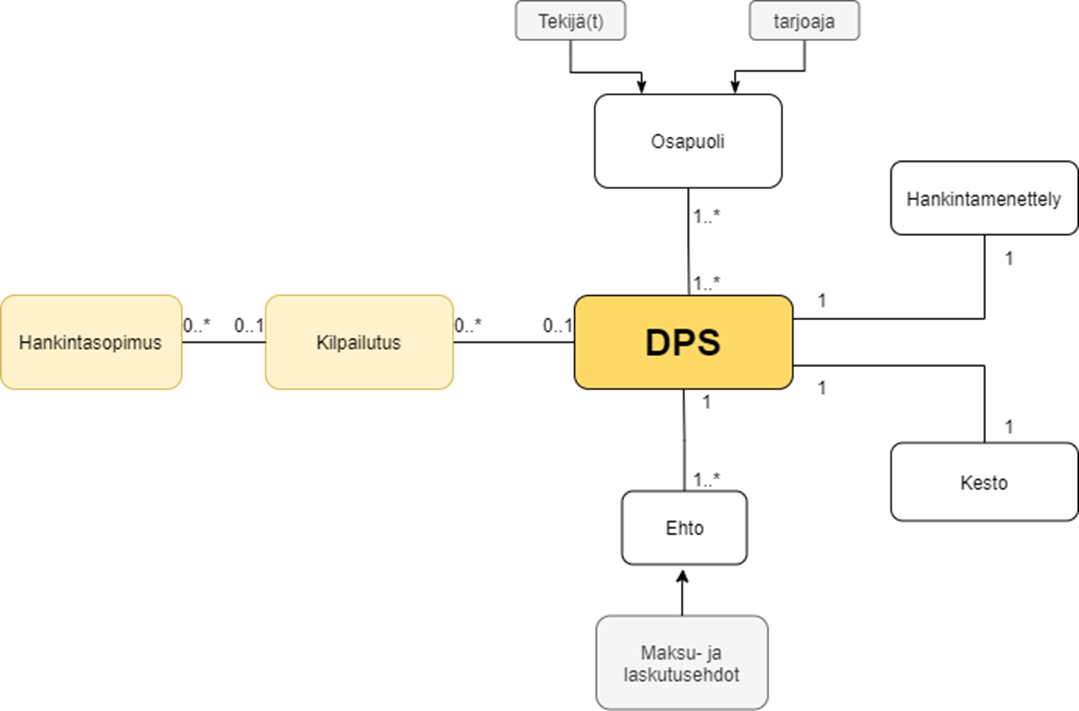 Tekijä(t)
tarjoaja
Osapuoli
Hankintamenettely
1..*
1
1..*
1
Hankintasopimus
0..*
0..1
Kilpailutus
0..*
0..1
DPS
1
1
1
1..*
Kesto
Ehto
Maksu- ja
laskutusehdot